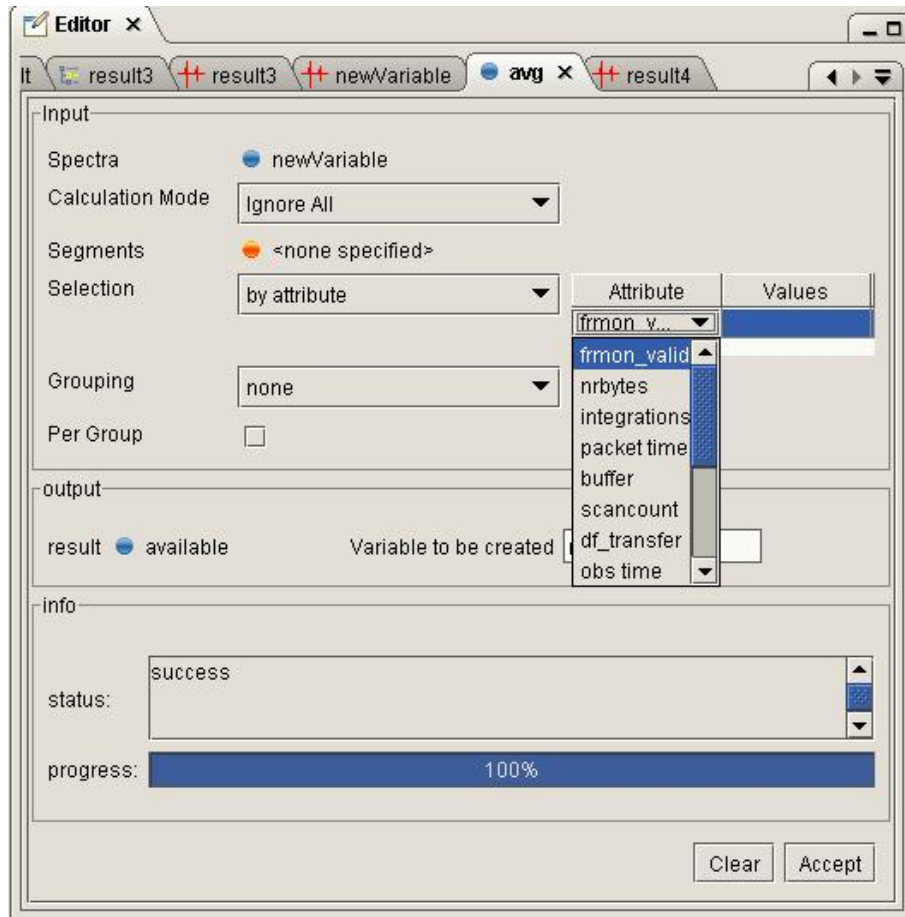 Editor
lt result3 result3 newVariable avg result4
Input
Spectra newVariable
Calculation Mode Ignore All
Segments <none specified>
Selection by attribute
Attribute Values
frmon_v...
frmon_valid
nrbytes
integrations
packet time
buffer
scancount
df_transfer
obs time
Grouping none
Per Group
output
result available Variable to be created
info
status: success
progress: 100%
Clear Accept